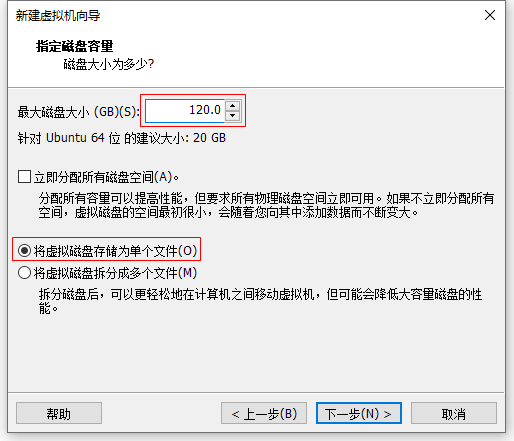 新建虚拟机向导
指定磁盘容量
磁盘大小为多少?
最大磁盘大小 (GB)(S): 120.0
针对 Ubuntu 64 位 的建议大小: 20 GB
立即分配所有磁盘空间(A)。
分配所有容量可以提高性能，但要求所有物理磁盘空间立即可用。如果不立即分配所有
空间，虚拟磁盘的空间最初很小，会随着您向其中添加数据而不断变大。
将虚拟磁盘存储为单个文件(O)
将虚拟磁盘拆分成多个文件(M)
拆分磁盘后，可以更轻松地在计算机之间移动虚拟机，但可能会降低大容量磁盘的性
能。
帮助 < 上一步(B) 下一步(N) > 取消